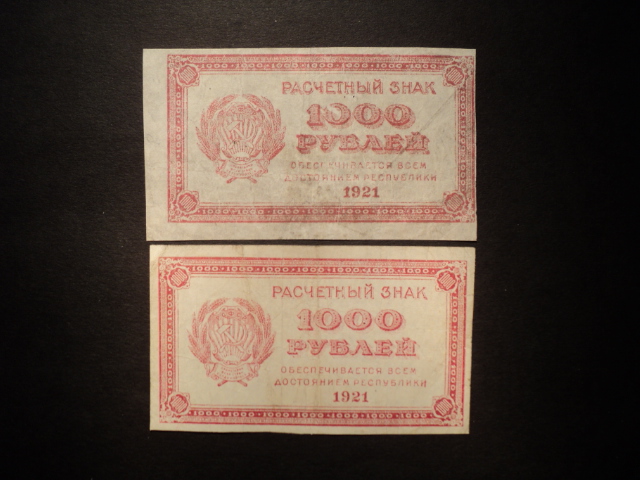 РАСЧЕТНЫЙ ЗНАК
1000
РУБЛЕЙ
ОБЕСПЕЧИВАЕТСЯ ВСЕМ
ДОСТОЯНИЕМ РЕСПУБЛИКИ
1921
РАСЧЕТНЫЙ ЗНАК
1000
РУБЛЕЙ
ОБЕСПЕЧИВАЕТСЯ ВСЕМ
ДОСТОЯНИЕМ РЕСПУБЛИКИ
1921